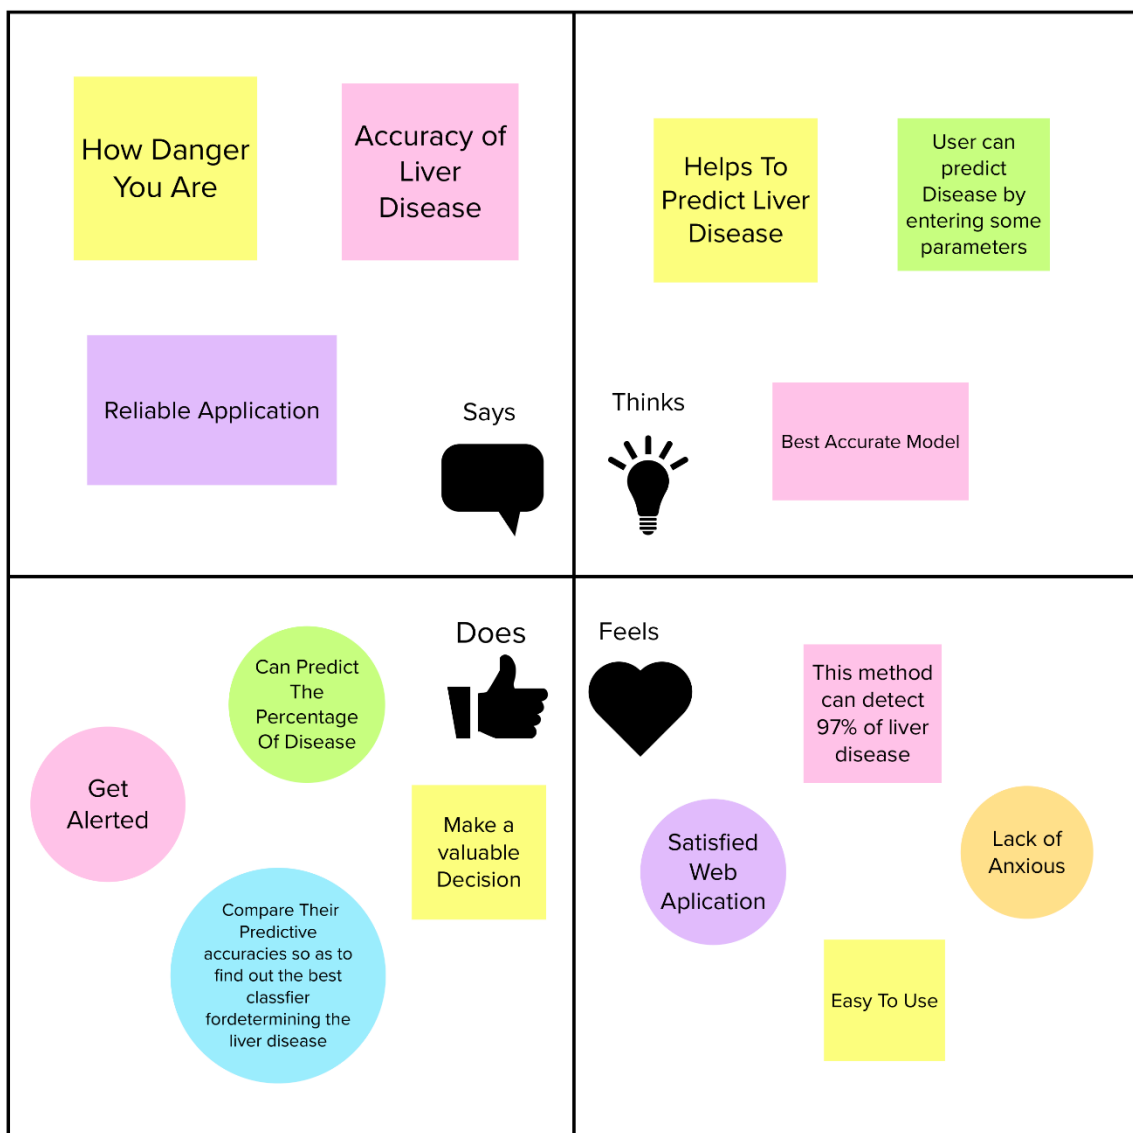 How Danger
You Are
Accuracy of
Liver
Disease
Reliable Application
Says
Helps To
Predict Liver
Disease
User can
predict
Disease by
entering some
parameters
Thinks
Best Accurate Model
Does
Can Predict
The
Percentage
Of Disease
Get
Alerted
Make a
valuable
Decision
Compare Their
Predictive
accuracies so as to
find out the best
classfier
fordetermining the
liver disease
Feels
This method
can detect
97% of liver
disease
Satisfied
Web
Aplication
Lack of
Anxious
Easy To Use